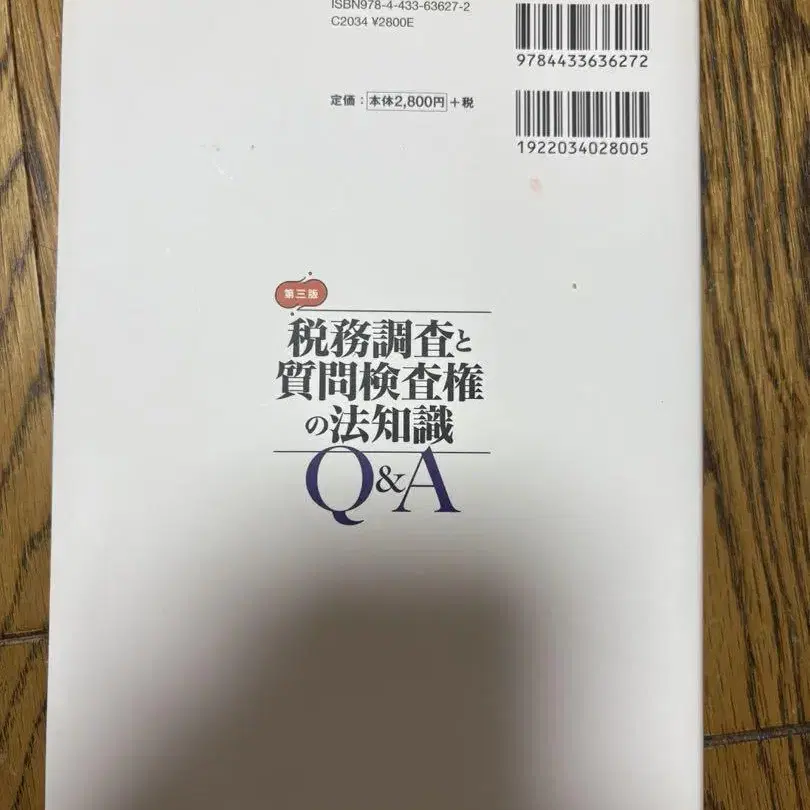 ISBN978-4-433-63627-2
C2034 ¥2800E
9784433636272
定価：本体2,800円＋税
1922034028005
第三版
税務調査と
質問検査権
の法知識
Q&A